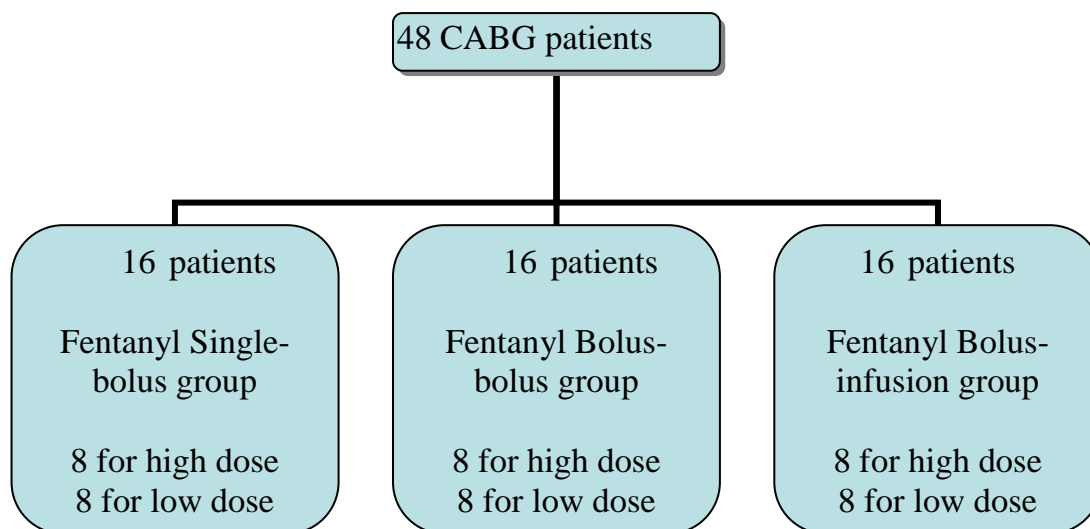 48 CABG patients
16 patients
Fentanyl Single-
bolus group
8 for high dose
8 for low dose
16 patients
Fentanyl Bolus-
bolus group
8 for high dose
8 for low dose
16 patients
Fentanyl Bolus-
infusion group
8 for high dose
8 for low dose